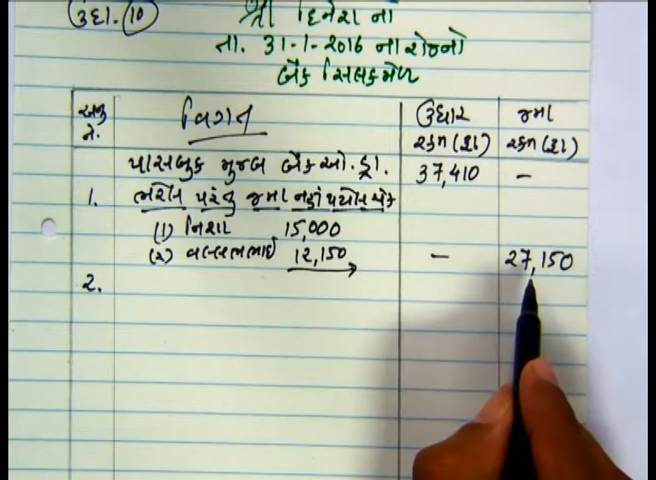 ઉદા. 10
શ્રી દિનેશ નો
તા. 31-1-2016 ના રોજનો
બેંક સિલકમેળ
અનુ નં. વિગત ઉધાર રકમ (રૂા) જમા રકમ (રૂા)
પાસબુક મુજબ બેંક ઓ. ડ્રા. 37,410 –
1. ભરેલ પરંતુ જમા નહીં થયેલ ચેક
(1) નિશા 15,000
(૨) વલ્લભભાઈ 12,150 – 27,150
2.